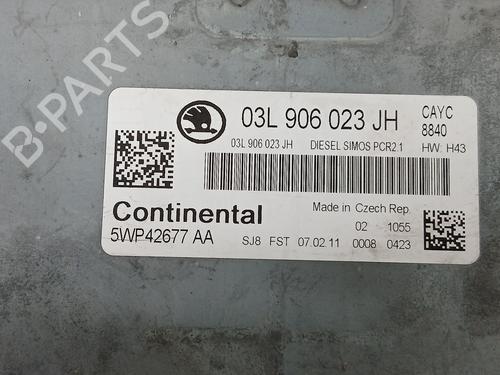 B-PARTS
03L 906 023 JH CAYC
8840
03L 906 023 JH DIESEL SIMOS PCR2.1 HW: H43
Continental Made in Czech Rep.
02 1055
5WP42677 AA SJ8 FST 07.02.11 0008 0423